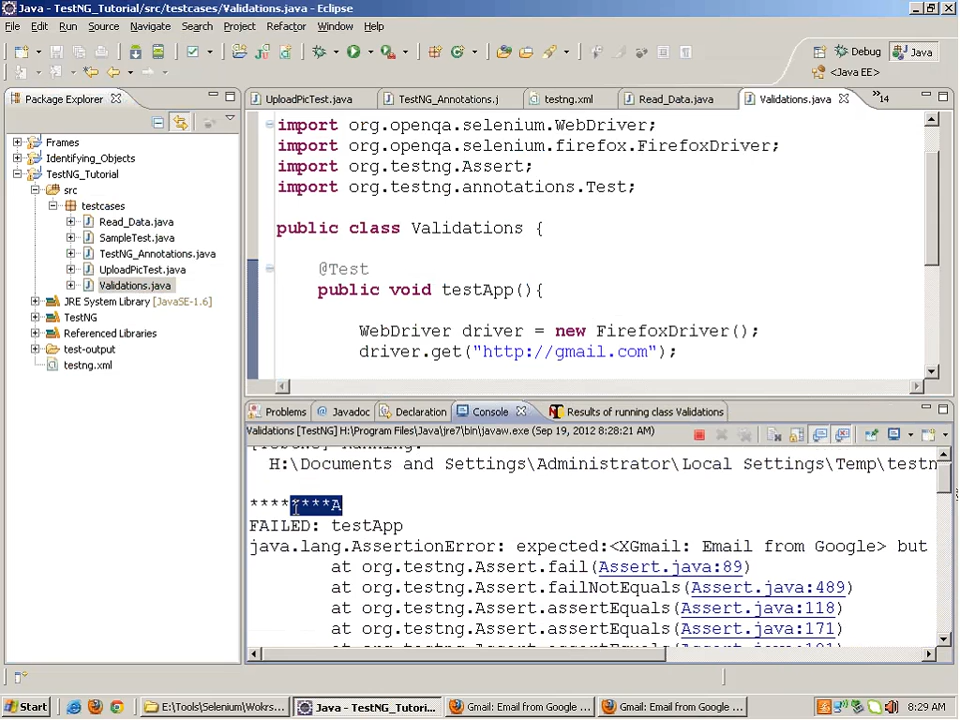 Java - TestNG_Tutorial/src/testcases/Validations.java - Eclipse
File Edit Run Source Navigate Search Project Refactor Tools Window Help
Debug Java
<Java EE>
Package Explorer
UploadPicTest.java TestNG_Annotations.j testng.xml Read_Data.java Validations.java »14
Frames
Identifying_Objects
TestNG_Tutorial
src
testcases
Read_Data.java
SampleTest.java
TestNG_Annotations.java
UploadPicTest.java
Validations.java
JRE System Library [JavaSE-1.6]
TestNG
Referenced Libraries
test-output
testng.xml
import org.openqa.selenium.WebDriver;
import org.openqa.selenium.firefox.FirefoxDriver;
import org.testng.Assert;
import org.testng.annotations.Test;
public class Validations {
@Test
public void testApp(){
WebDriver driver = new FirefoxDriver();
driver.get("http://gmail.com");
Problems Javadoc Declaration Console Results of running class Validations
Validations [TestNG] H:\Program Files\Java\jre7\bin\javaw.exe (Sep 19, 2012 8:28:21 AM)
[TestNG] Running:
H:\Documents and Settings\Administrator\Local Settings\Temp\testn
********A
FAILED: testApp
java.lang.AssertionError: expected:<XGmail: Email from Google> but
at org.testng.Assert.fail(Assert.java:89)
at org.testng.Assert.failNotEquals(Assert.java:489)
at org.testng.Assert.assertEquals(Assert.java:118)
at org.testng.Assert.assertEquals(Assert.java:171)
Start E:\Tools\Selenium\Wokrs... Java - TestNG_Tutori... Gmail: Email from Google ... Gmail: Email from Google ... 8:29 AM